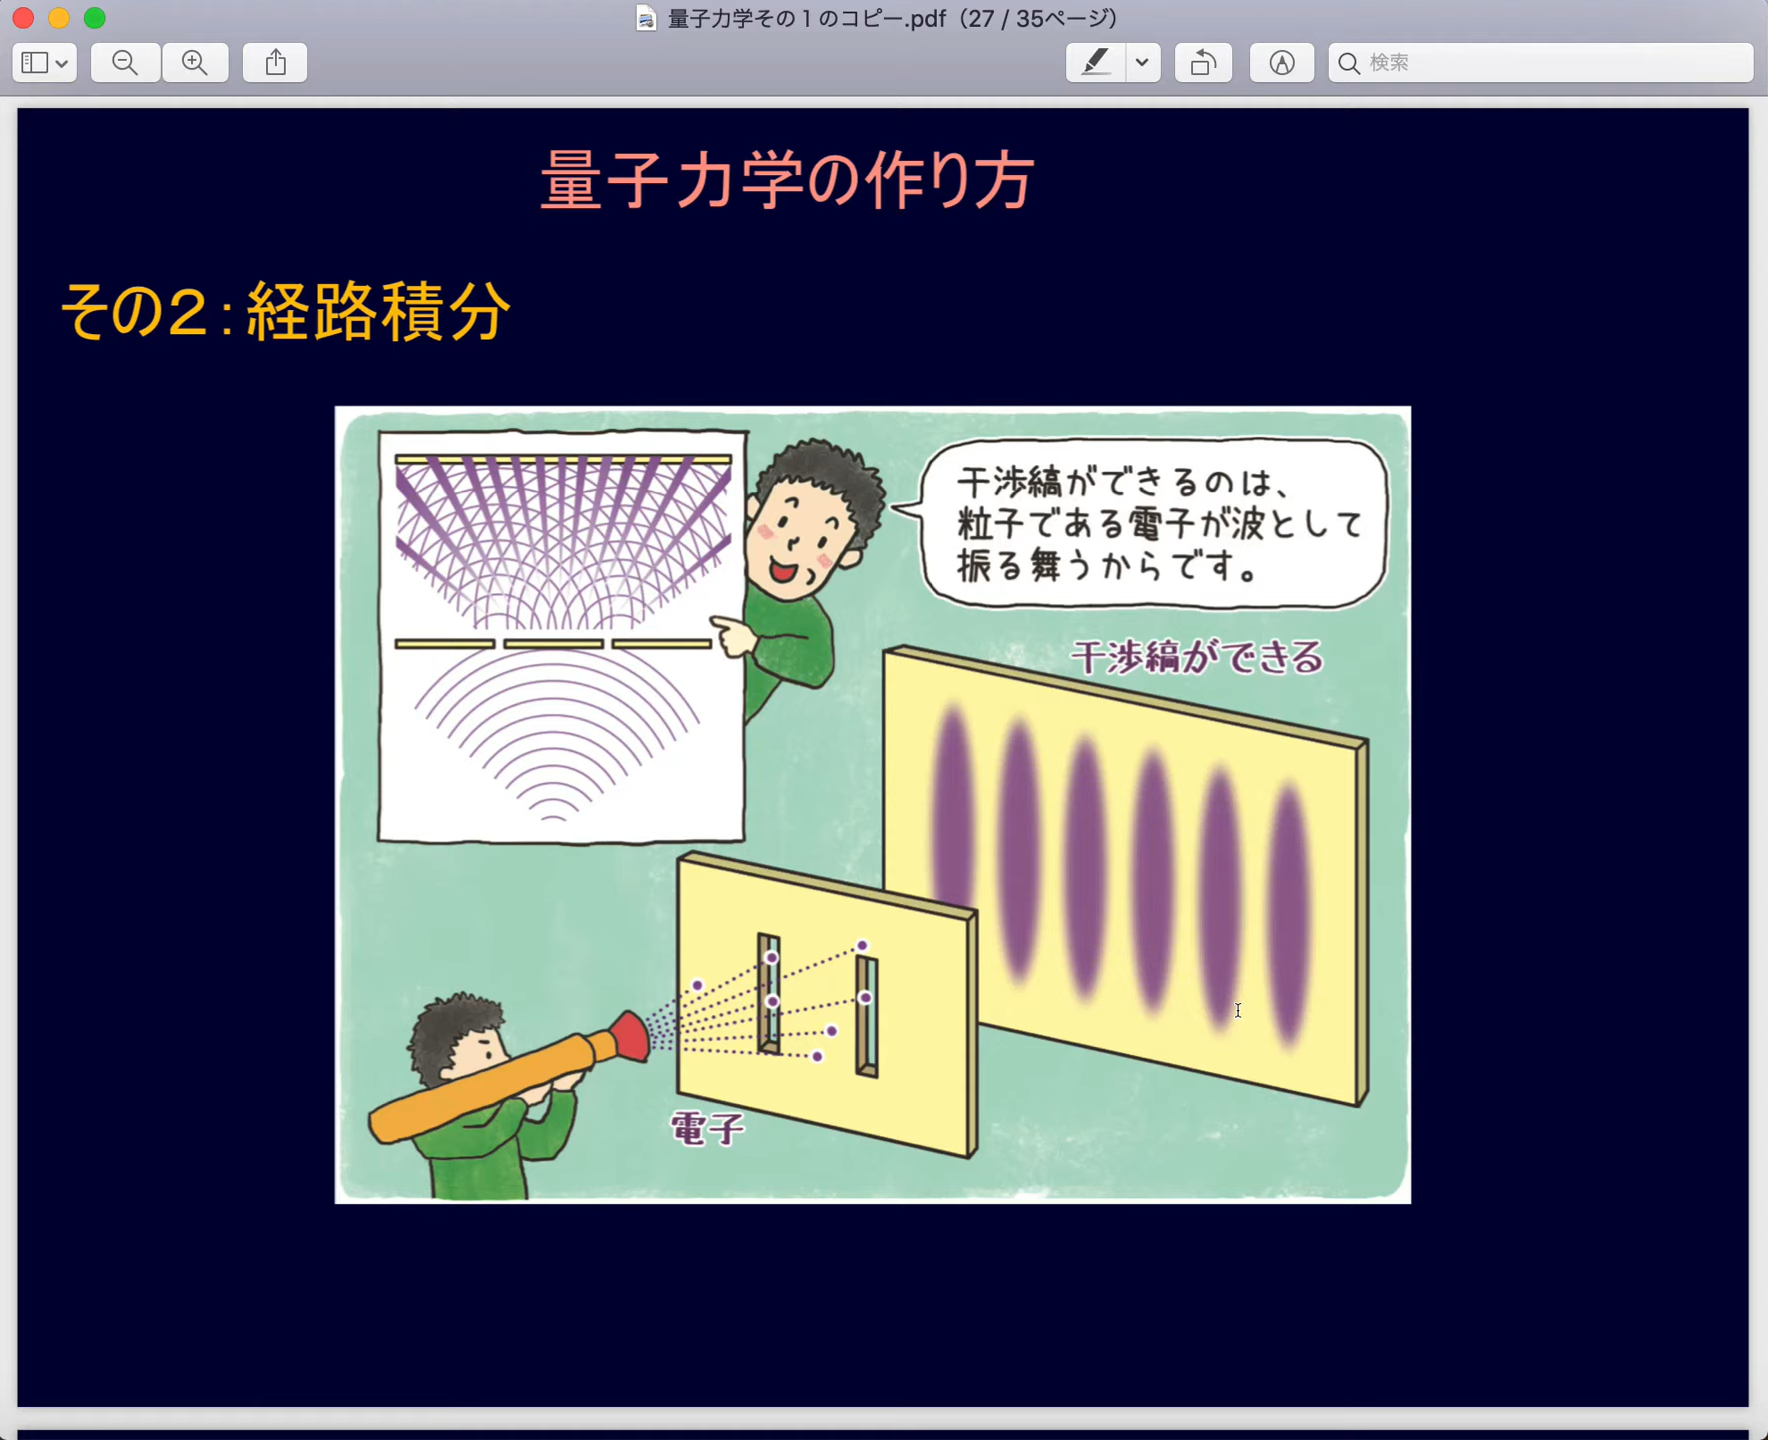 量子力学その1のコピー.pdf（27 / 35ページ）
検索
量子力学の作り方
その２：経路積分
干渉縞ができるのは、
粒子である電子が波として
振る舞うからです。
干渉縞ができる
電子